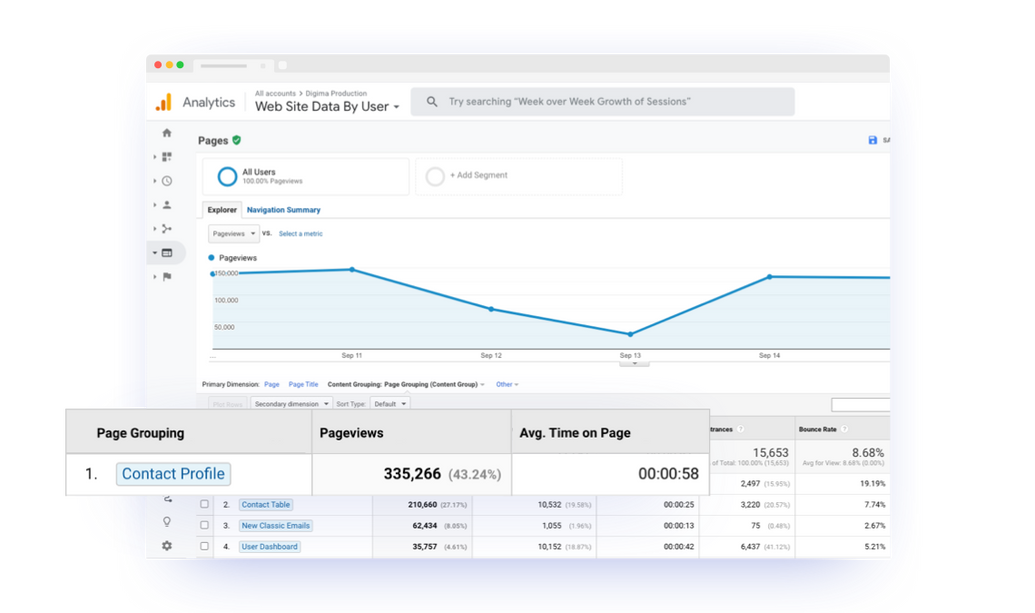 All accounts > Digima Production
Analytics
Web Site Data By User
Try searching "Week over Week Growth of Sessions"
Pages
SA
All Users
100.00% Pageviews
+ Add Segment
Explorer
Navigation Summary
Pageviews
VS.
Select a metric
Pageviews
150.000
100.000
50.000
...
Sep 11
Sep 12
Sep 13
Sep 14
Primary Dimension: Page Page Title Content Grouping: Page Grouping (Content Group) Other
Plot Rows Secondary dimension Sort Type: Default
Page Grouping Pageviews Avg. Time on Page
trances ? Bounce Rate ?
15,653 8.68%
of Total: 100.00% (15,653) Avg for View: 8.68% (0.00%)
1. Contact Profile 335,266 (43.24%) 00:00:58
2,497 (15.95%) 19.19%
2. Contact Table 210,660 (27.17%) 10,532 (19.58%) 00:00:25 3,220 (20.57%) 7.74%
3. New Classic Emails 62,434 (8.05%) 1,055 (1.96%) 00:00:13 75 (0.48%) 2.67%
4. User Dashboard 35,757 (4.61%) 10,152 (18.87%) 00:00:42 6,437 (41.12%) 5.21%